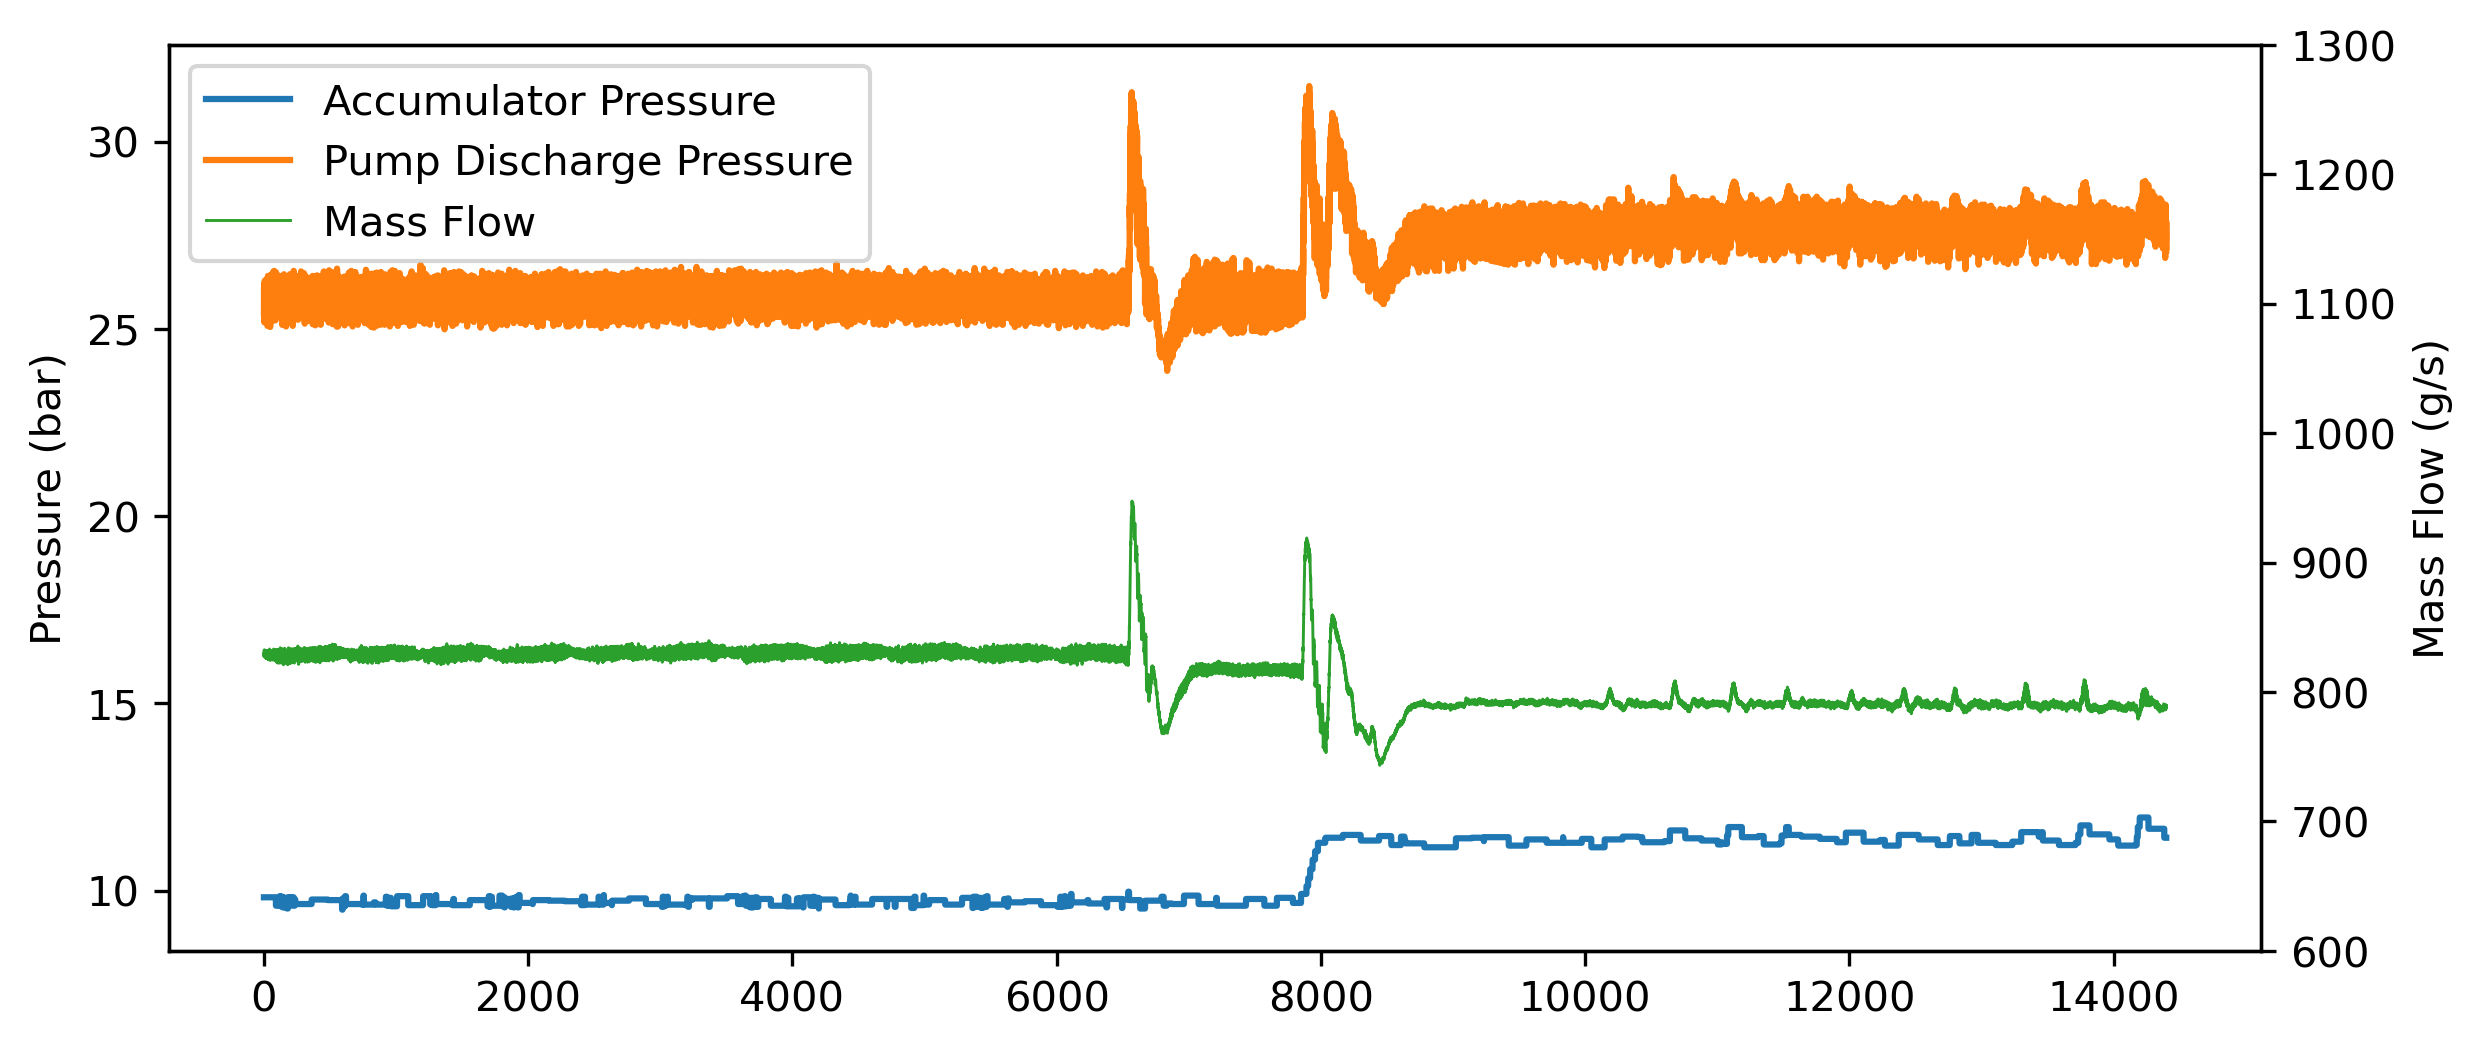 Accumulator Pressure
Pump Discharge Pressure
Mass Flow
Pressure (bar)
30
25
20
15
10
1300
1200
1100
1000
900
800
700
600
Mass Flow (g/s)
0 2000 4000 6000 8000 10000 12000 14000